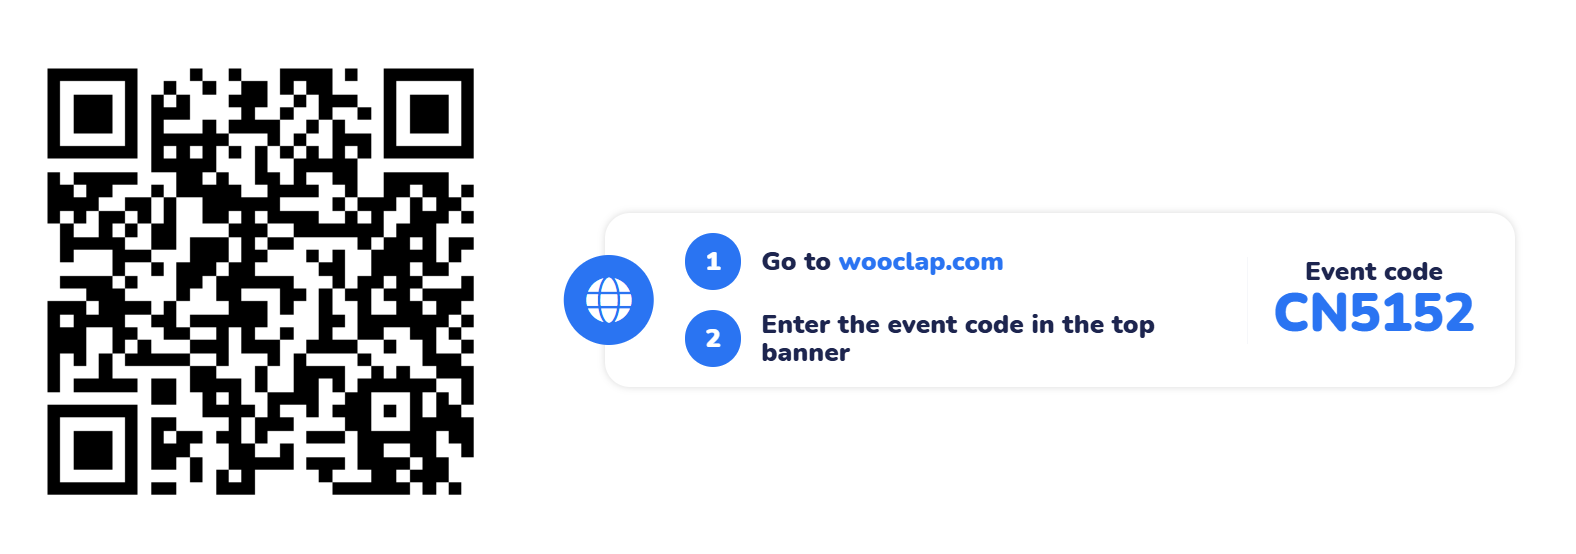 1 Go to wooclap.com
2 Enter the event code in the top
banner
Event code
CN5152